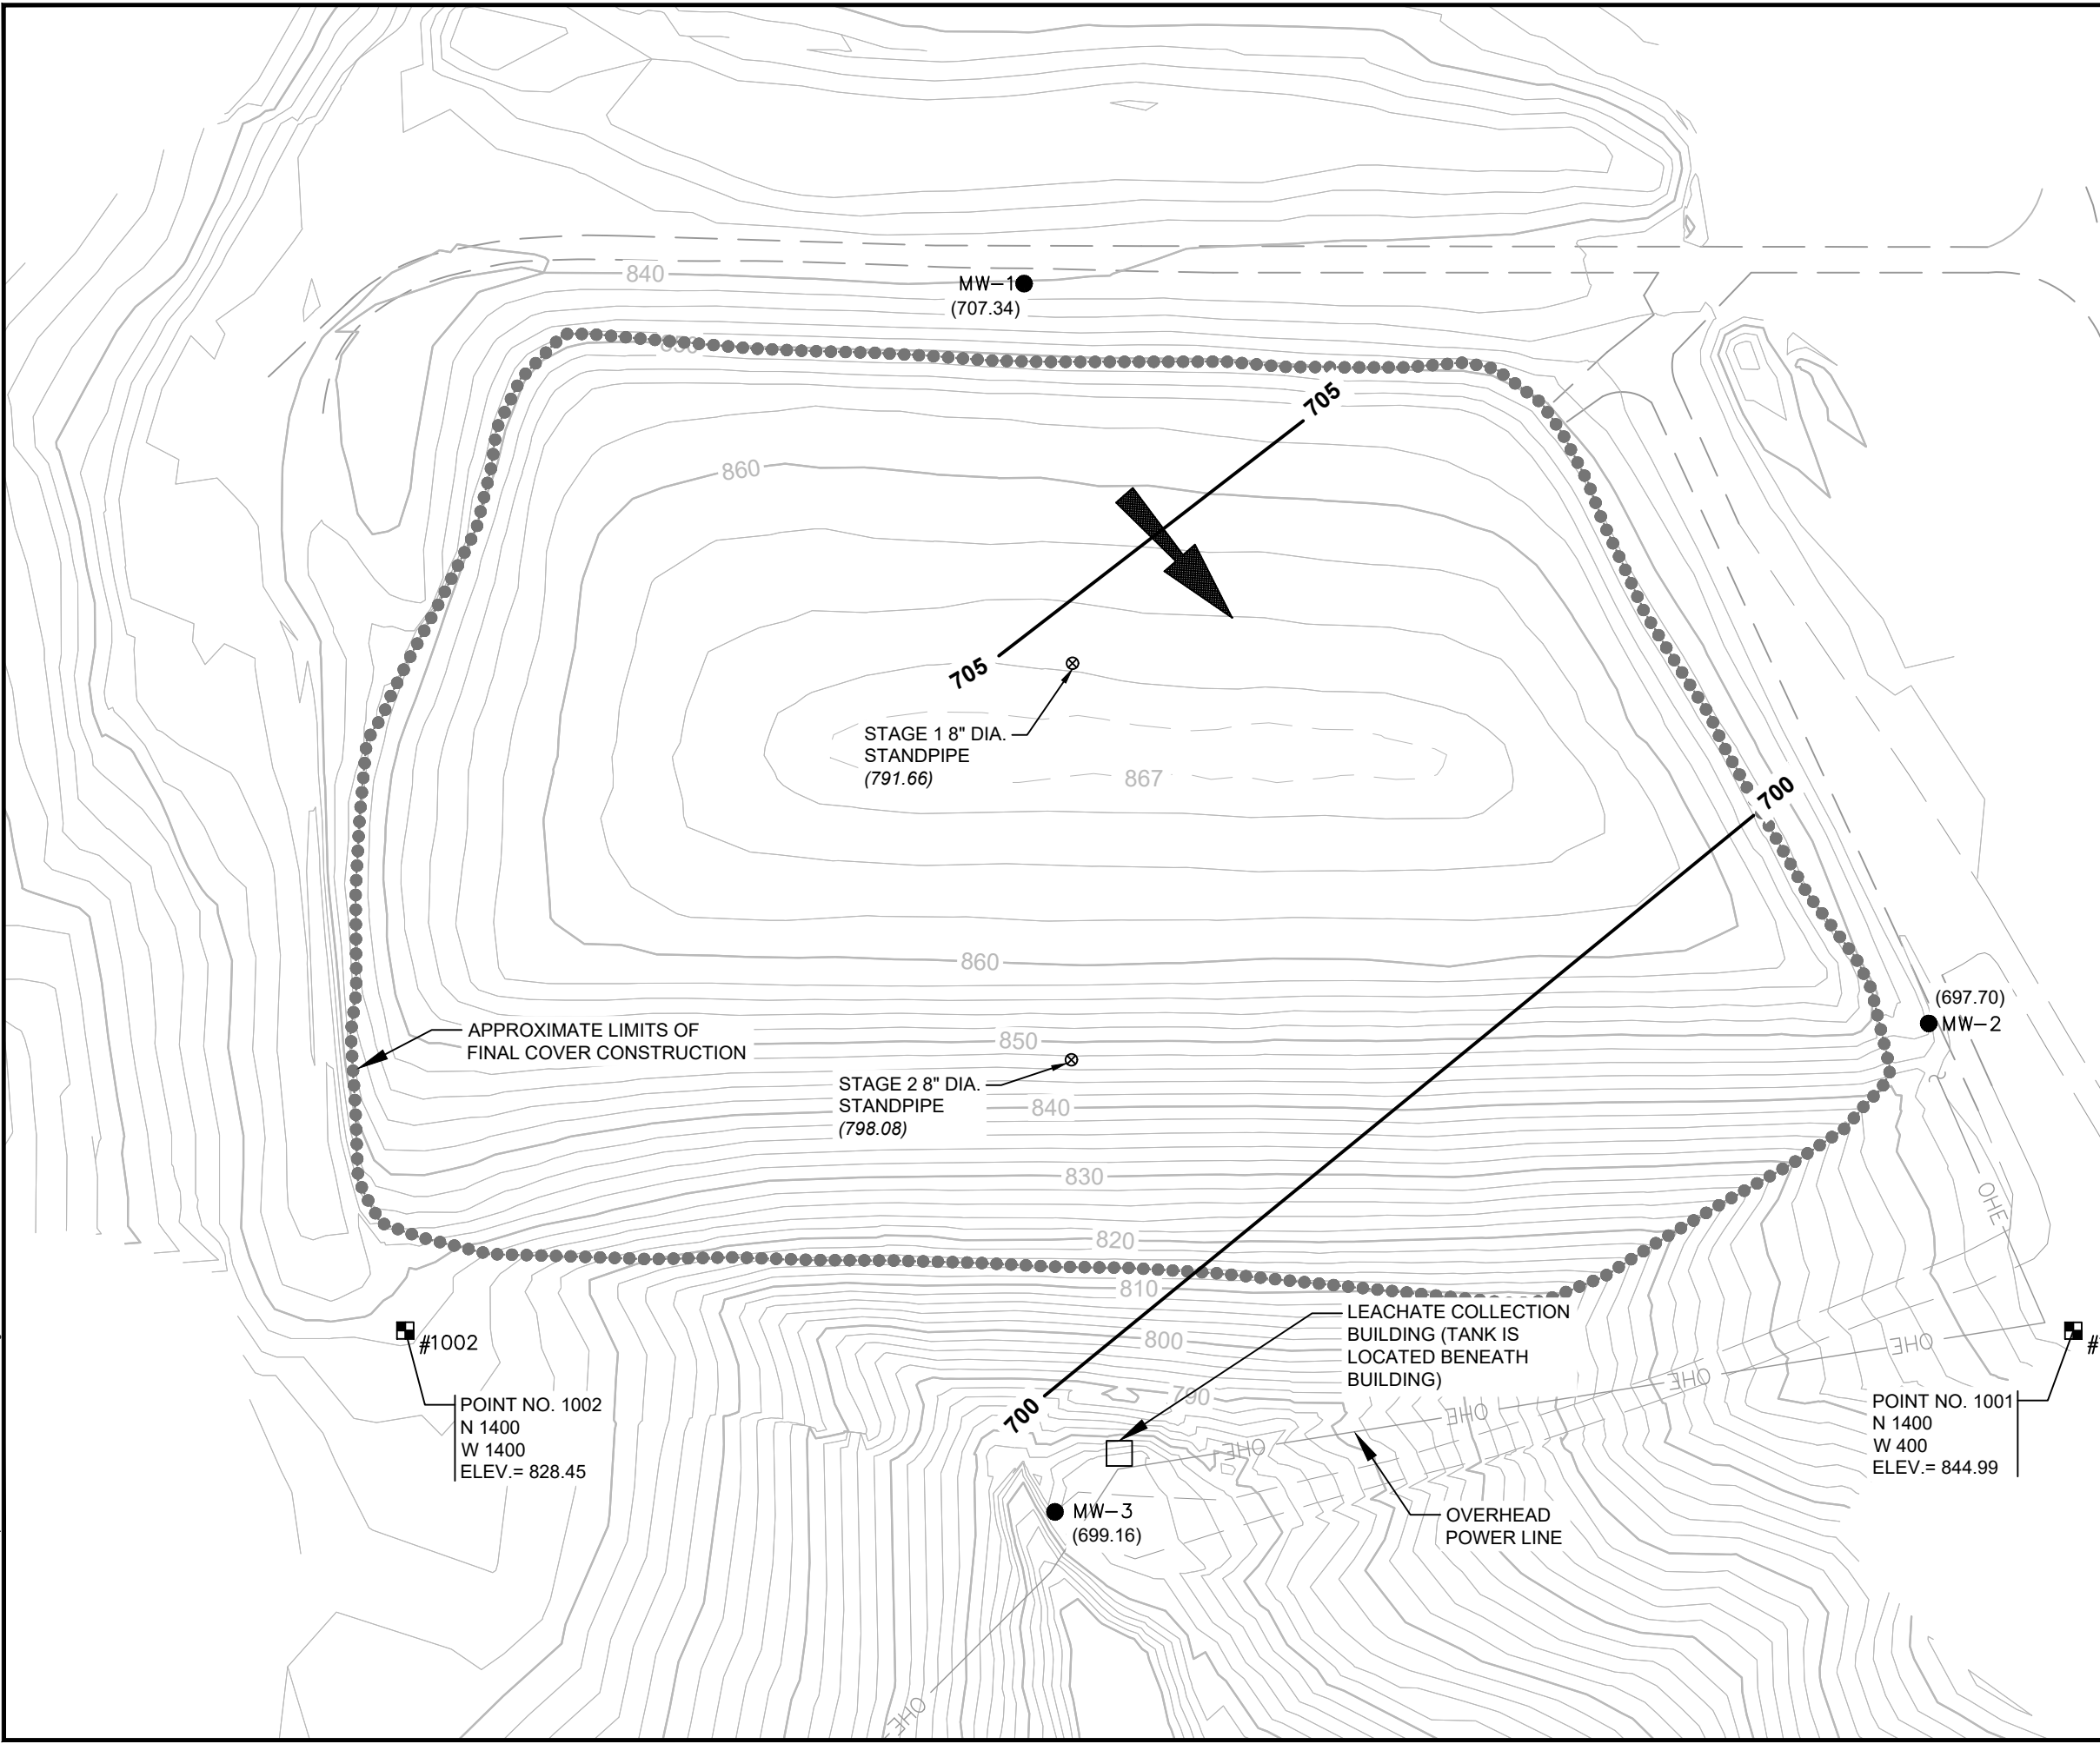 840
MW-1
(707.34)
705
860
705
STAGE 1 8" DIA.
STANDPIPE
(791.66)
867
700
860
(697.70)
MW-2
APPROXIMATE LIMITS OF
FINAL COVER CONSTRUCTION
850
STAGE 2 8" DIA.
STANDPIPE
(798.08)
840
830
OHE
820
810
LEACHATE COLLECTION
BUILDING (TANK IS
LOCATED BENEATH
BUILDING)
800
790
#1002
POINT NO. 1002
N 1400
W 1400
ELEV.= 828.45
700
OHE
OHE
OHE
OHE
#
POINT NO. 1001
N 1400
W 400
ELEV.= 844.99
MW-3
(699.16)
OVERHEAD
POWER LINE
OHE